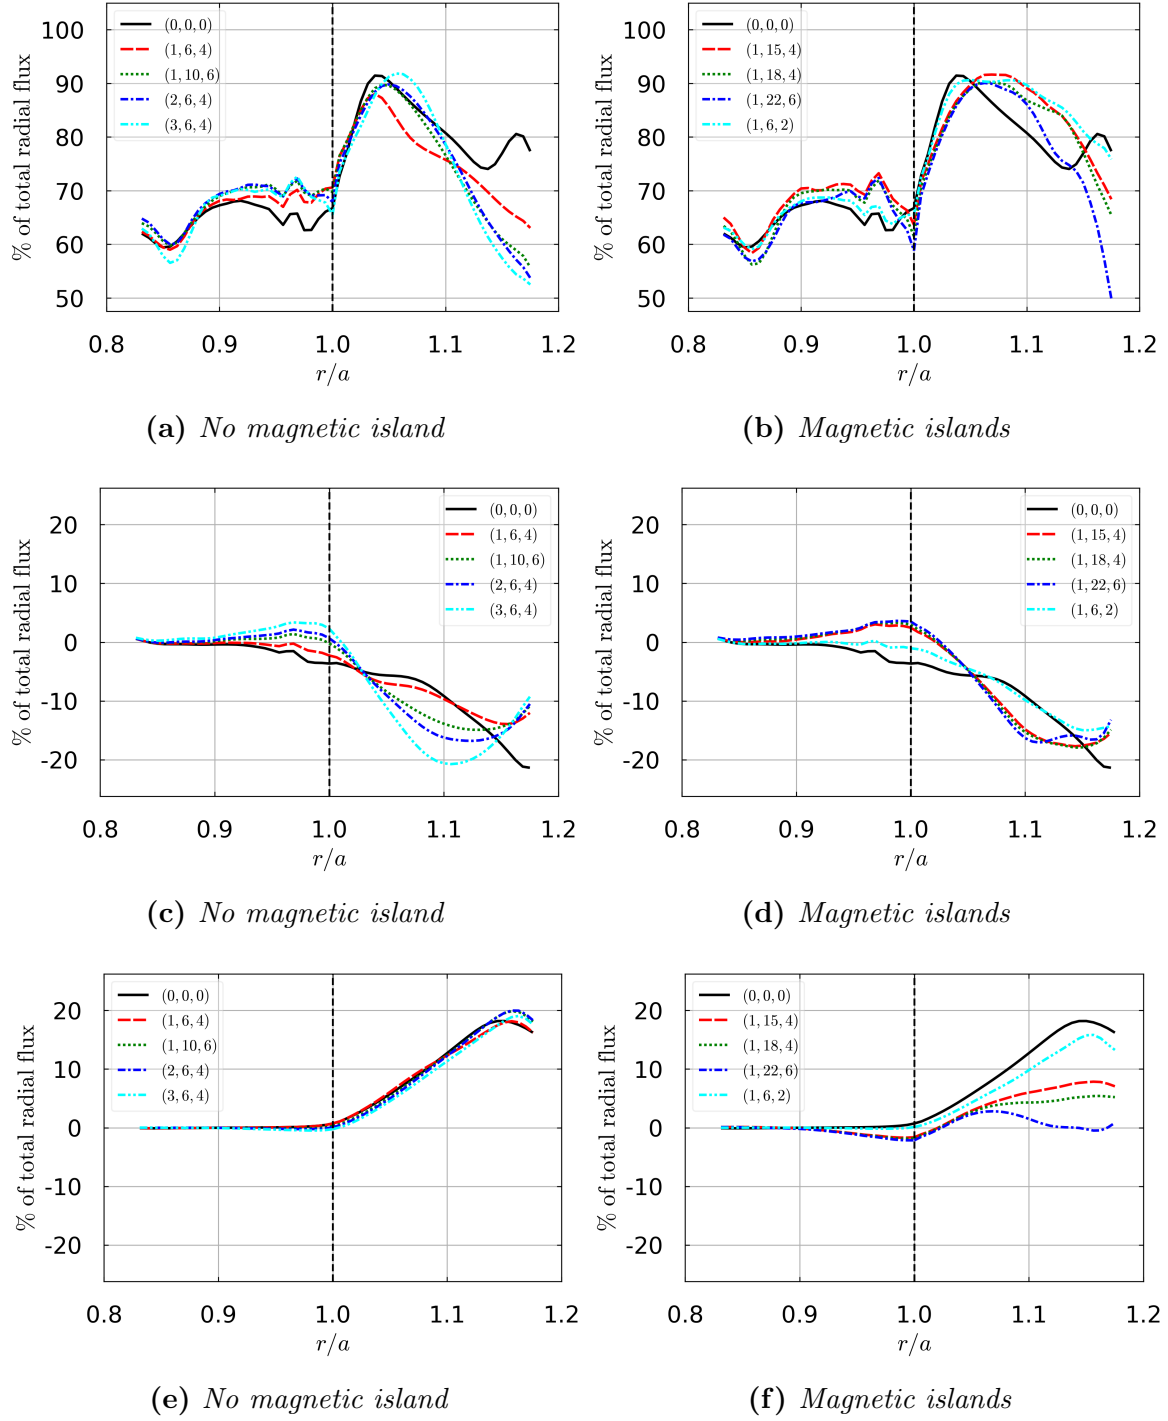 % of total radial flux
100
90
80
70
60
50
(0, 0, 0)
(1, 6, 4)
(1, 10, 6)
(2, 6, 4)
(3, 6, 4)
0.8 0.9 1.0 1.1 1.2
r/a
(a) No magnetic island
% of total radial flux
100
90
80
70
60
50
(0, 0, 0)
(1, 15, 4)
(1, 18, 4)
(1, 22, 6)
(1, 6, 2)
0.8 0.9 1.0 1.1 1.2
r/a
(b) Magnetic islands
% of total radial flux
20
10
0
-10
-20
(0, 0, 0)
(1, 6, 4)
(1, 10, 6)
(2, 6, 4)
(3, 6, 4)
0.8 0.9 1.0 1.1 1.2
r/a
(c) No magnetic island
% of total radial flux
20
10
0
-10
-20
(0, 0, 0)
(1, 15, 4)
(1, 18, 4)
(1, 22, 6)
(1, 6, 2)
0.8 0.9 1.0 1.1 1.2
r/a
(d) Magnetic islands
% of total radial flux
20
10
0
-10
-20
(0, 0, 0)
(1, 6, 4)
(1, 10, 6)
(2, 6, 4)
(3, 6, 4)
0.8 0.9 1.0 1.1 1.2
r/a
(e) No magnetic island
% of total radial flux
20
10
0
-10
-20
(0, 0, 0)
(1, 15, 4)
(1, 18, 4)
(1, 22, 6)
(1, 6, 2)
0.8 0.9 1.0 1.1 1.2
r/a
(f) Magnetic islands